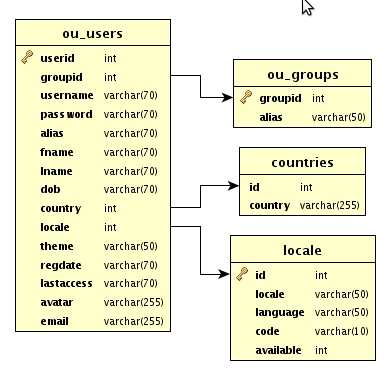 ou_users
userid int
groupid int
username varchar(70)
password varchar(70)
alias varchar(70)
fname varchar(70)
lname varchar(70)
dob varchar(70)
country int
locale int
theme varchar(50)
regdate varchar(70)
lastaccess varchar(70)
avatar varchar(255)
email varchar(255)
ou_groups
groupid int
alias varchar(50)
countries
id int
country varchar(255)
locale
id int
locale varchar(50)
language varchar(50)
code varchar(10)
available int